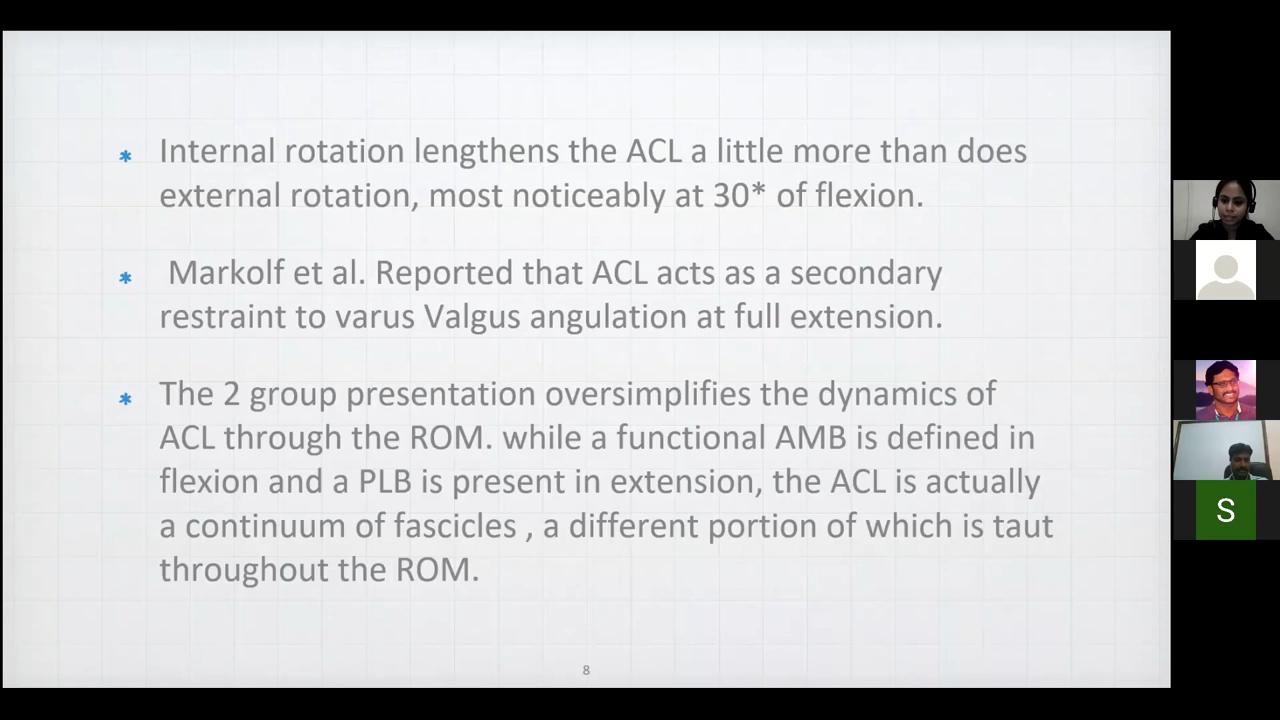 * Internal rotation lengthens the ACL a little more than does
external rotation, most noticeably at 30* of flexion.
* Markolf et al. Reported that ACL acts as a secondary
restraint to varus Valgus angulation at full extension.
* The 2 group presentation oversimplifies the dynamics of
ACL through the ROM. while a functional AMB is defined in
flexion and a PLB is present in extension, the ACL is actually
a continuum of fascicles , a different portion of which is taut
throughout the ROM.
8
S